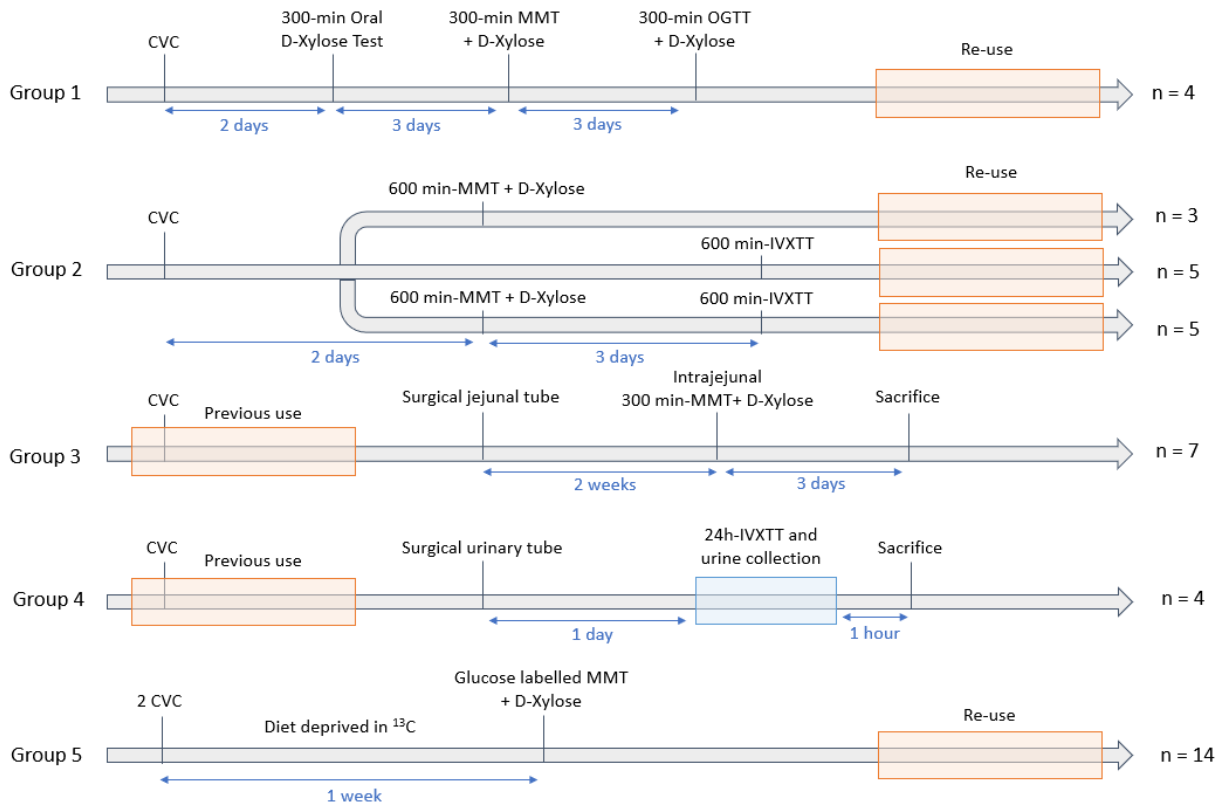 CVC
300-min Oral
D-Xylose Test
300-min MMT
+ D-Xylose
300-min OGTT
+ D-Xylose
Re-use
Group 1
n = 4
2 days
3 days
3 days
600 min-MMT + D-Xylose
Re-use
CVC
n = 3
600 min-IVXTT
Group 2
n = 5
600 min-MMT + D-Xylose
600 min-IVXTT
n = 5
2 days
3 days
CVC
Previous use
Surgical jejunal tube
Intrajejunal
300 min-MMT+ D-Xylose
Sacrifice
Group 3
n = 7
2 weeks
3 days
CVC
Previous use
Surgical urinary tube
24h-IVXTT and
urine collection
Sacrifice
Group 4
n = 4
1 day
1 hour
2 CVC
Diet deprived in ¹³C
Glucose labelled MMT
+ D-Xylose
Re-use
Group 5
n = 14
1 week